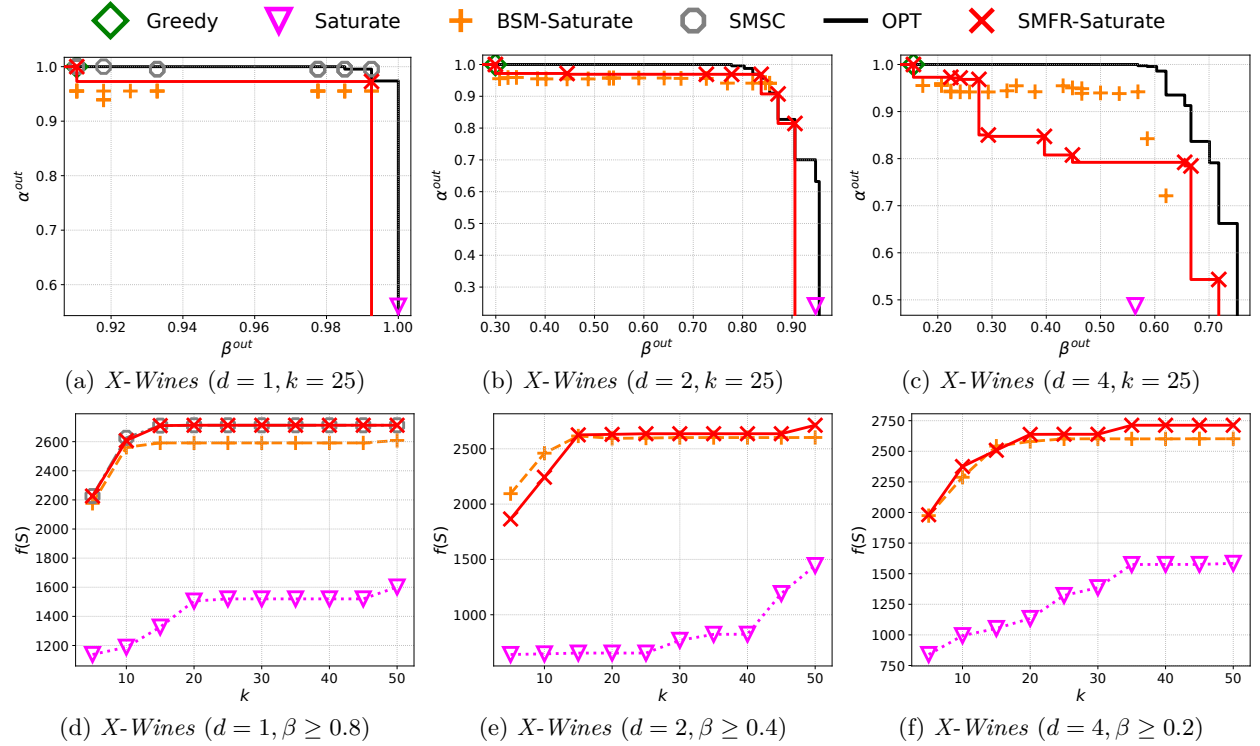 Greedy Saturate BSM-Saturate SMSC OPT SMFR-Saturate
1.0
0.9
0.8
0.7
0.6
α^out
0.92 0.94 0.96 0.98 1.00
β^out
(a) X-Wines (d = 1, k = 25)
1.0
0.9
0.8
0.7
0.6
0.5
0.4
0.3
α^out
0.30 0.40 0.50 0.60 0.70 0.80 0.90
β^out
(b) X-Wines (d = 2, k = 25)
1.0
0.9
0.8
0.7
0.6
0.5
α^out
0.20 0.30 0.40 0.50 0.60 0.70
β^out
(c) X-Wines (d = 4, k = 25)
2600
2400
2200
2000
1800
1600
1400
1200
f(S)
10 20 30 40 50
k
(d) X-Wines (d = 1, β ≥ 0.8)
2500
2000
1500
1000
f(S)
10 20 30 40 50
k
(e) X-Wines (d = 2, β ≥ 0.4)
2750
2500
2250
2000
1750
1500
1250
1000
750
f(S)
10 20 30 40 50
k
(f) X-Wines (d = 4, β ≥ 0.2)